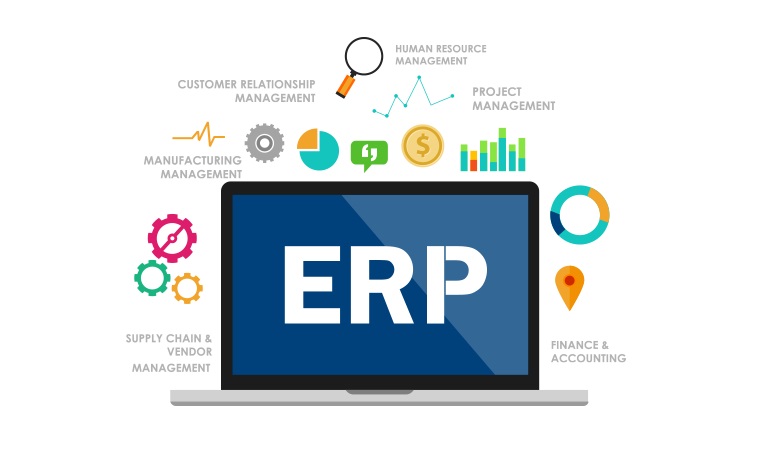 HUMAN RESOURCE
MANAGEMENT
CUSTOMER RELATIONSHIP
MANAGEMENT
PROJECT
MANAGEMENT
MANUFACTURING
MANAGEMENT
$
ERP
SUPPLY CHAIN &
VENDOR
MANAGEMENT
FINANCE &
ACCOUNTING